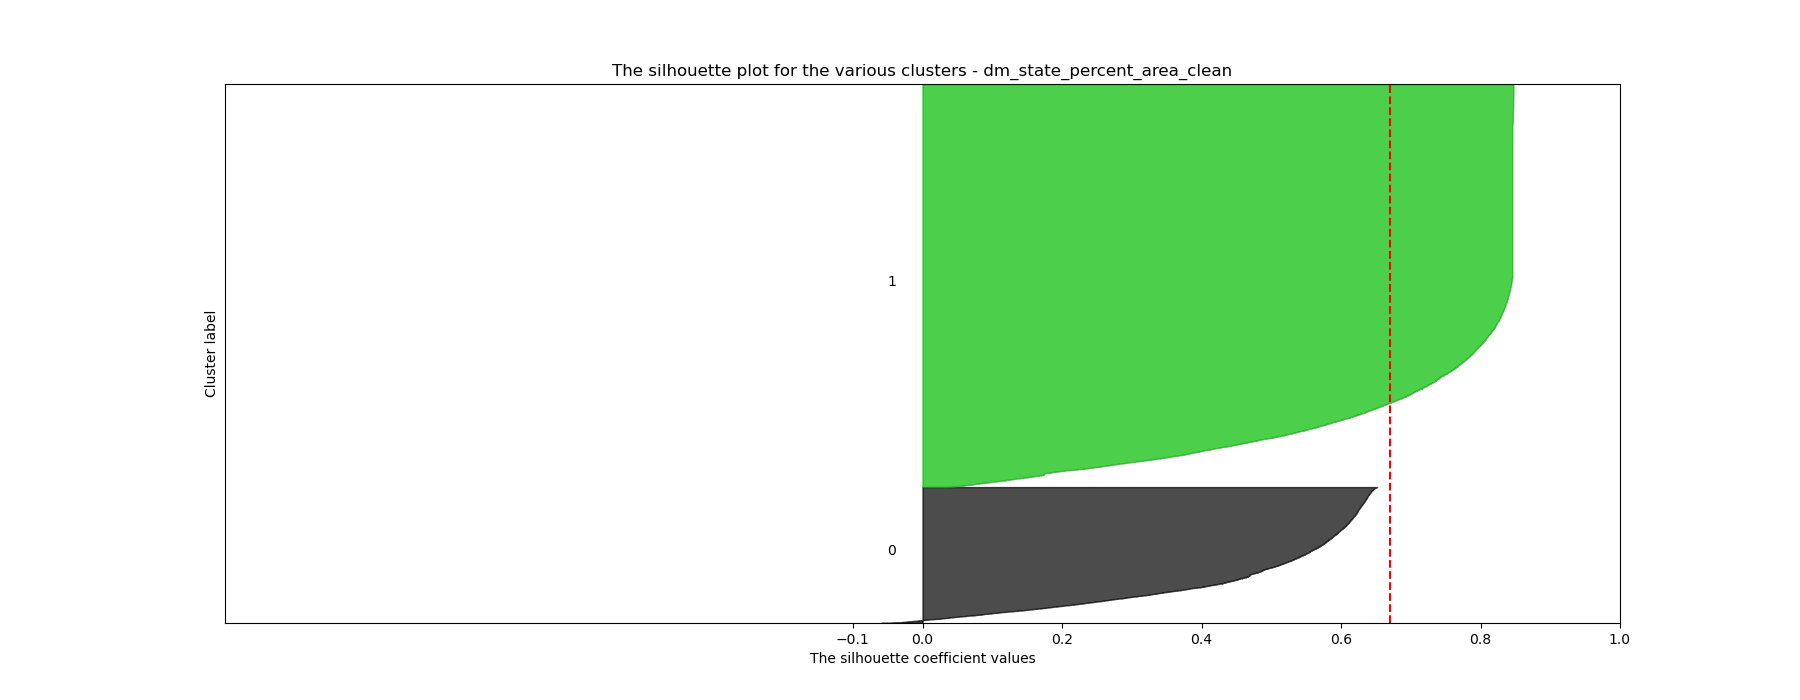 The silhouette plot for the various clusters - dm_state_percent_area_clean
1
0
Cluster label
−0.1 0.0 0.2 0.4 0.6 0.8 1.0
The silhouette coefficient values